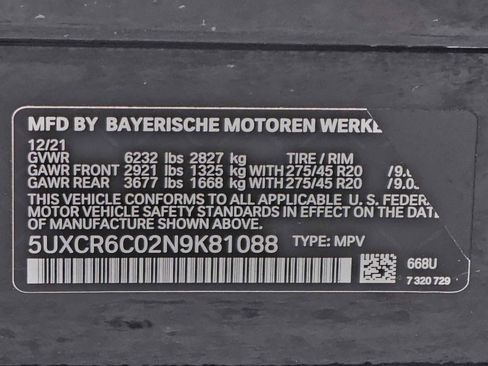 MFD BY BAYERISCHE MOTOREN
12/21
GVWR 6232 lbs 2827 kg TIRE / RIM
GAWR FRONT 2921 lbs 1325 kg WITH 275/45 R20
GAWR REAR 3677 lbs 1668 kg WITH 275/45 R20
THIS VEHICLE CONFORMS TO ALL APPLICABLE U. S.
MOTOR VEHICLE SAFETY STANDARDS IN EFFECT ON THE
OF MANUFACTURE SHOWN ABOVE.
5UXCR6C02N9K81088 TYPE: MPV
668U
7 320 729